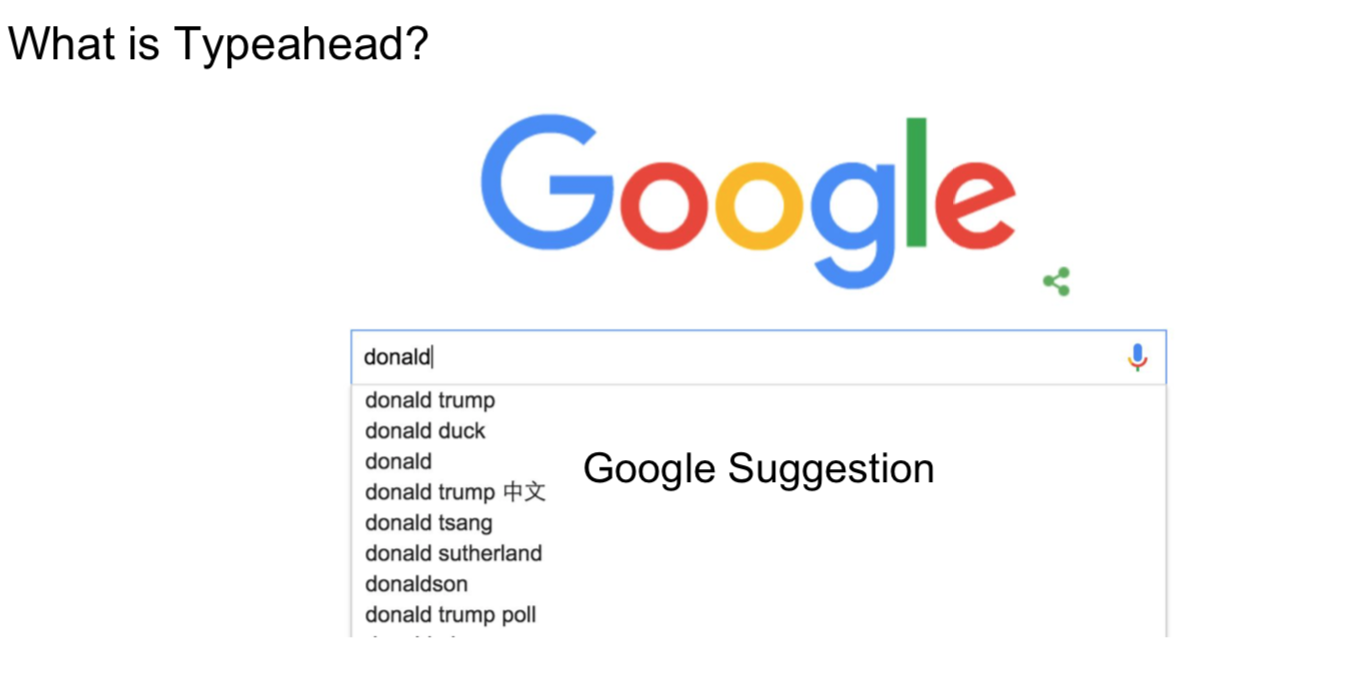 What is Typeahead?
Google
donald
donald trump
donald duck
donald
Google Suggestion
donald trump 中文
donald tsang
donald sutherland
donaldson
donald trump poll